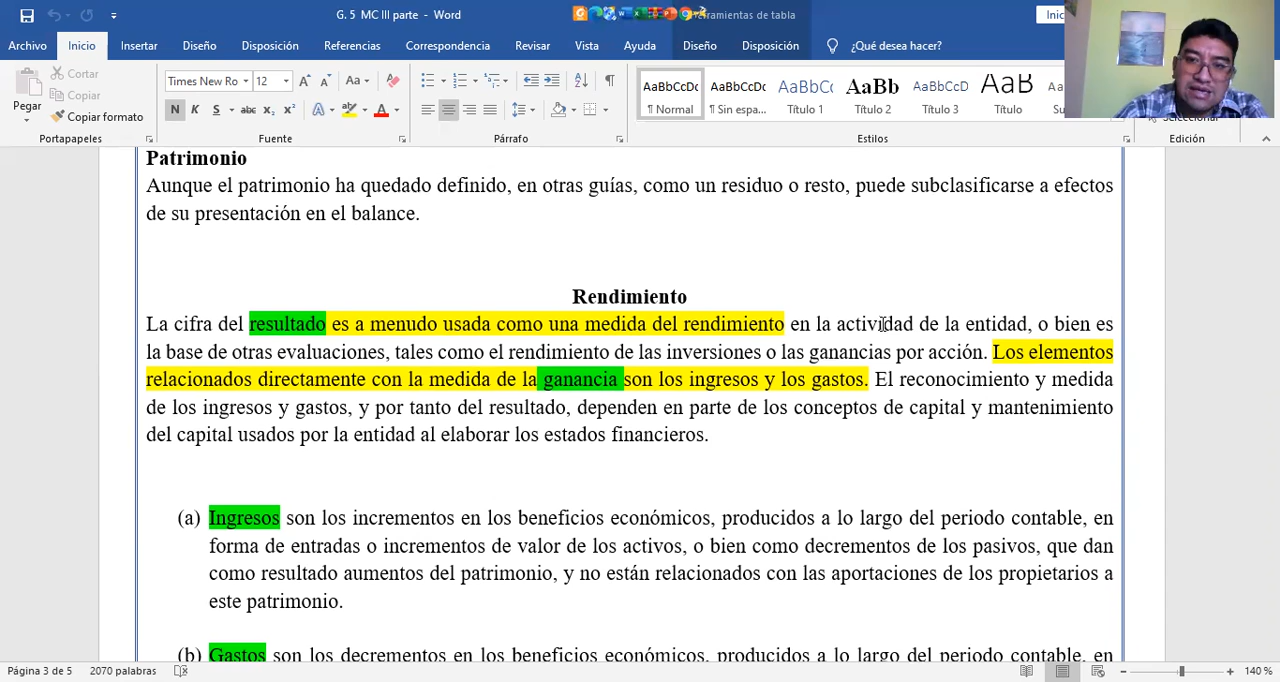 G. 5 MC III parte - Word
Herramientas de tabla
Inic
Archivo Inicio Insertar Diseño Disposición Referencias Correspondencia Revisar Vista Ayuda Diseño Disposición ¿Qué desea hacer?
Pegar
Cortar
Copiar
Copiar formato
Times New Ro 12
N K S abc x₂ x²
AaBbCcDc AaBbCcDc AaBbCc AaBb AaBbCcD AaB
¶ Normal ¶ Sin espa... Título 1 Título 2 Título 3 Título Su
Seleccionar
Portapapeles Fuente Párrafo Estilos Edición
Patrimonio
Aunque el patrimonio ha quedado definido, en otras guías, como un residuo o resto, puede subclasificarse a efectos
de su presentación en el balance.
Rendimiento
La cifra del resultado es a menudo usada como una medida del rendimiento en la actividad de la entidad, o bien es
la base de otras evaluaciones, tales como el rendimiento de las inversiones o las ganancias por acción. Los elementos
relacionados directamente con la medida de la ganancia son los ingresos y los gastos. El reconocimiento y medida
de los ingresos y gastos, y por tanto del resultado, dependen en parte de los conceptos de capital y mantenimiento
del capital usados por la entidad al elaborar los estados financieros.
(a) Ingresos son los incrementos en los beneficios económicos, producidos a lo largo del periodo contable, en
forma de entradas o incrementos de valor de los activos, o bien como decrementos de los pasivos, que dan
como resultado aumentos del patrimonio, y no están relacionados con las aportaciones de los propietarios a
este patrimonio.
(b) Gastos son los decrementos en los beneficios económicos, producidos a lo largo del periodo contable, en
Página 3 de 5 2070 palabras 140 %